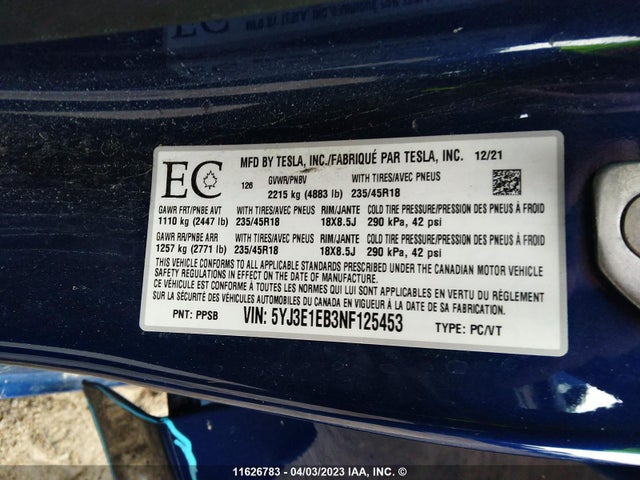 MFD BY TESLA, INC./FABRIQUÉ PAR TESLA, INC. 12/21
EC
126
GVWR/PNBV WITH TIRES/AVEC PNEUS
2215 kg (4883 lb) 235/45R18
GAWR FRT/PNBE AVT WITH TIRES/AVEC PNEUS RIM/JANTE COLD TIRE PRESSURE/PRESSION DES PNEUS À FROID
1110 kg (2447 lb) 235/45R18 18X8.5J 290 kPa, 42 psi
GAWR RR/PNBE ARR WITH TIRES/AVEC PNEUS RIM/JANTE COLD TIRE PRESSURE/PRESSION DES PNEUS À FROID
1257 kg (2771 lb) 235/45R18 18X8.5J 290 kPa, 42 psi
THIS VEHICLE CONFORMS TO ALL APPLICABLE STANDARDS PRESCRIBED UNDER THE CANADIAN MOTOR VEHICLE
SAFETY REGULATIONS IN EFFECT ON THE DATE OF MANUFACTURE
CE VÉHICULE EST CONFORME À TOUTES LES NORMES QUI LUI SONT APPLICABLES EN VERTU DU RÉGLEMENT
SUR LA SÉCURITÉ DES VÉHICULES AUTOMOBILES DU CANADA EN VIGUEUR À LA DATE DE SA FABRICATION
PNT: PPSB VIN: 5YJ3E1EB3NF125453 TYPE: PC/VT
11626783 - 04/03/2023 IAA, INC. ©